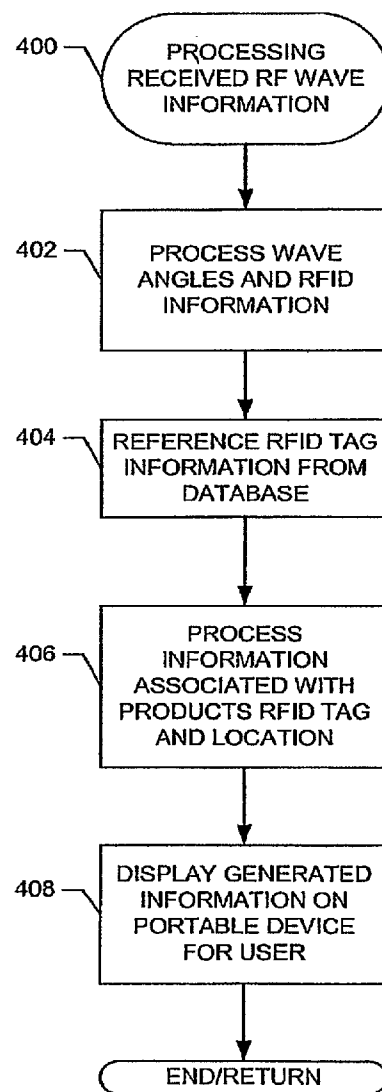 400
PROCESSING
RECEIVED RF WAVE
INFORMATION
402
PROCESS WAVE
ANGLES AND RFID
INFORMATION
404
REFERENCE RFID TAG
INFORMATION FROM
DATABASE
406
PROCESS
INFORMATION
ASSOCIATED WITH
PRODUCTS RFID TAG
AND LOCATION
408
DISPLAY GENERATED
INFORMATION ON
PORTABLE DEVICE
FOR USER
END/RETURN